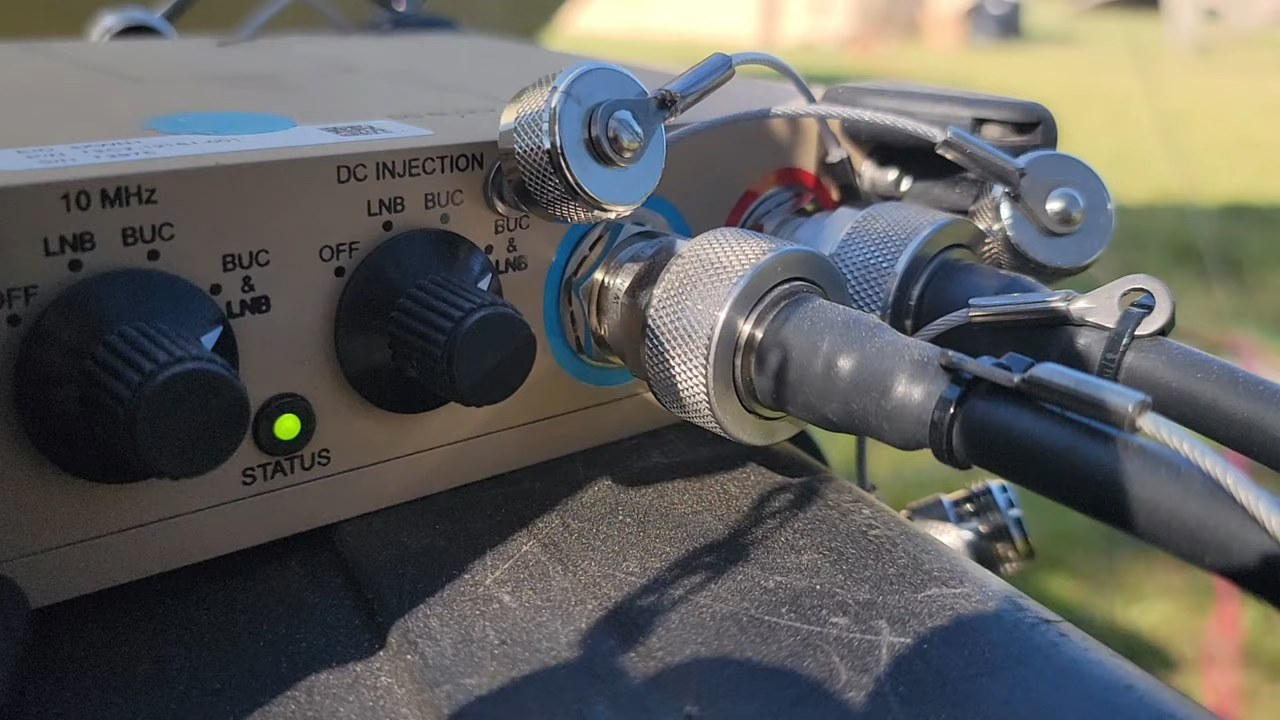 10 MHz
LNB BUC
OFF
BUC
&
LNB
STATUS
DC INJECTION
LNB BUC
OFF
BUC
&
LNB